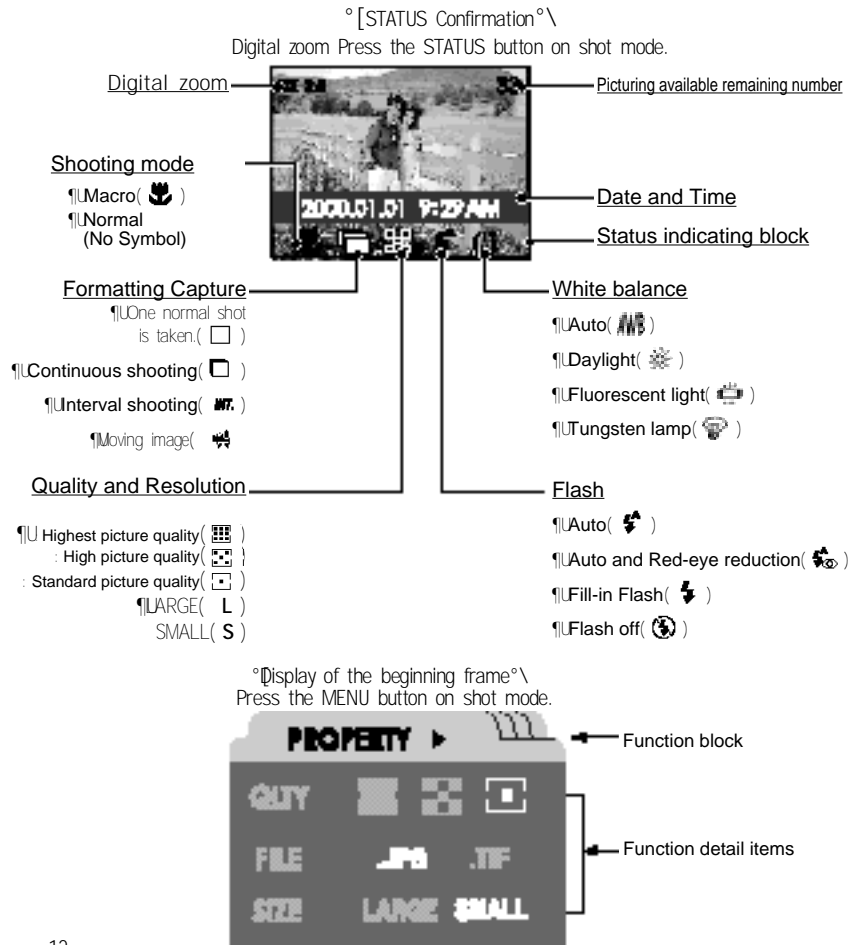 °[STATUS Confirmation°\
Digital zoom Press the STATUS button on shot mode.
Digital zoom
Picturing available remaining number
Shooting mode
¶UMacro( )
¶UNormal
(No Symbol)
2000.01.01 9:29AM
Date and Time
Status indicating block
Formatting Capture
¶UOne normal shot
is taken.( )
¶UContinuous shooting( )
¶UInterval shooting( INT. )
¶UMoving image(
White balance
¶UAuto( AWB )
¶UDaylight( )
¶UFluorescent light( )
¶UTungsten lamp( )
Quality and Resolution
¶U Highest picture quality( )
: High picture quality( )
: Standard picture quality( )
¶ULARGE( L )
SMALL( S )
Flash
¶UAuto( )
¶UAuto and Red-eye reduction( )
¶UFill-in Flash( )
¶UFlash off( )
°[Display of the beginning frame°\
Press the MENU button on shot mode.
PROPERTY
Function block
QLTY
FILE .JPG .TIF
Function detail items
SIZE LARGE SMALL